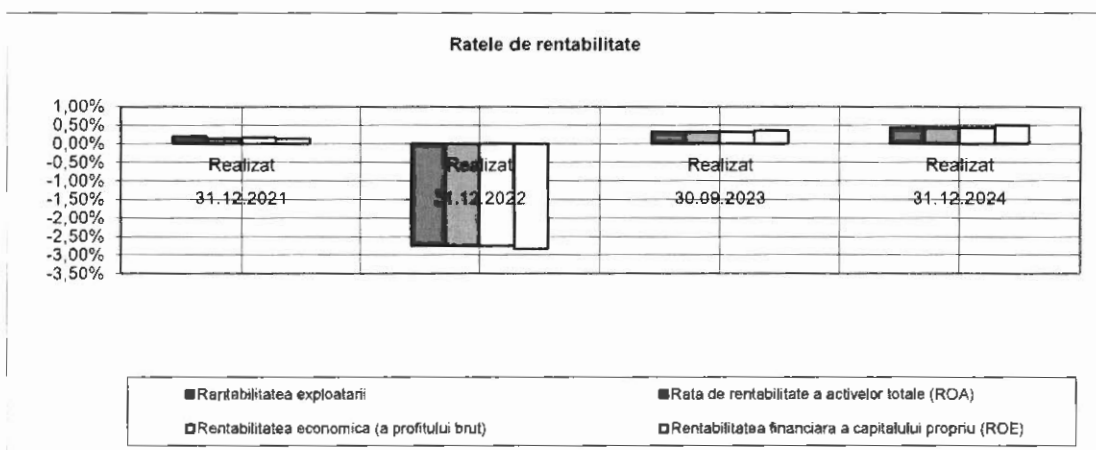 Ratele de rentabilitate
1,00%
0,50%
0,00%
-0,50%
-1,00%
-1,50%
-2,00%
-2,50%
-3,00%
-3,50%
Realizat Realizat Realizat Realizat
31.12.2021 31.12.2022 30.09.2023 31.12.2024
Rantabilitatea exploatarii Rata de rentabilitate a activelor totale (ROA)
Rentabilitatea economica (a profitului brut) Rentabilitatea financiara a capitalului propriu (ROE)